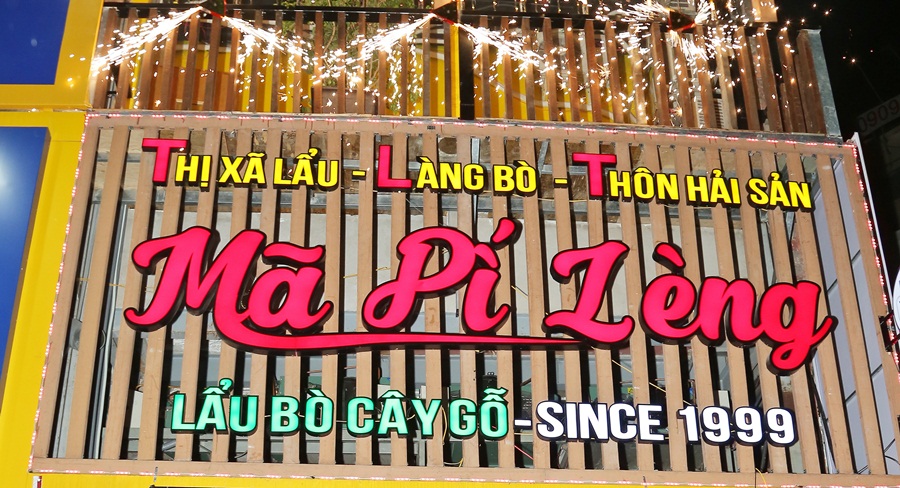 THỊ XÃ LẨU - LÀNG BÒ - THÔN HẢI SẢN
Mã Pí Lèng
LẨU BÒ CÂY GỖ - SINCE 1999